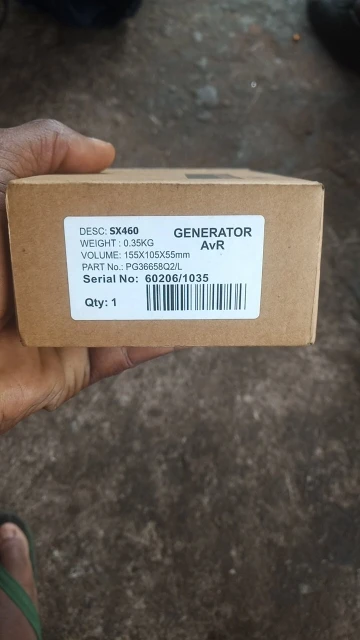 DESC: SX460
GENERATOR
AvR
WEIGHT : 0.35KG
VOLUME: 155X105X55mm
PART No.: PG36658Q2/L
Serial No: 60206/1035
Qty: 1